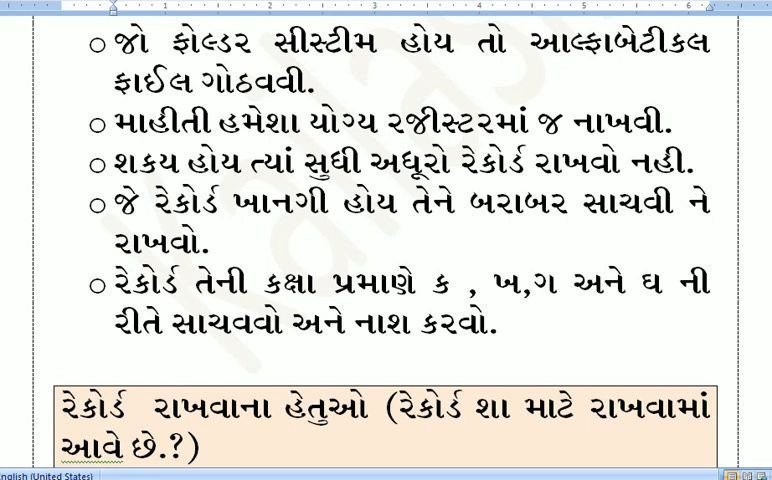 ○ જો ફોલ્ડર સીસ્ટીમ હોય તો આલ્ફાબેટીકલ
ફાઈલ ગોઠવવી.
○ માહીતી હમેશા યોગ્ય રજીસ્ટરમાં જ નાખવી.
○ શકય હોય ત્યાં સુધી અધૂરો રેકોર્ડ રાખવો નહી.
○ જે રેકોર્ડ ખાનગી હોય તેને બરાબર સાચવી ને
રાખવો.
○ રેકોર્ડ તેની કક્ષા પ્રમાણે ક , ખ,ગ અને ઘ ની
રીતે સાચવવો અને નાશ કરવો.
રેકોર્ડ રાખવાના હેતુઓ (રેકોર્ડ શા માટે રાખવામાં
આવે છે.?)
English (United States)